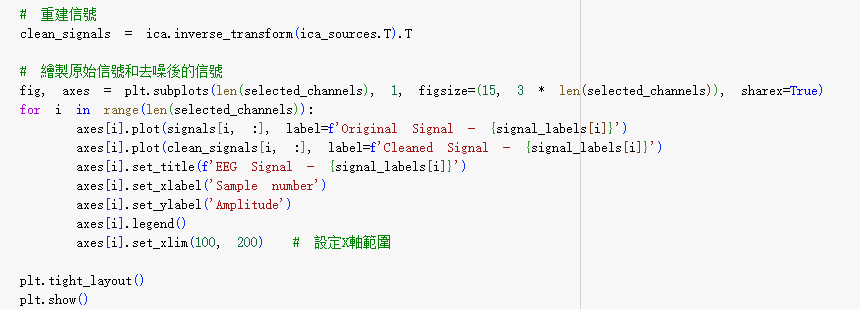 # 重建信號
clean_signals = ica.inverse_transform(ica_sources.T).T
# 繪製原始信號和去噪後的信號
fig, axes = plt.subplots(len(selected_channels), 1, figsize=(15, 3 * len(selected_channels)), sharex=True)
for i in range(len(selected_channels)):
axes[i].plot(signals[i, :], label=f'Original Signal - {signal_labels[i]}')
axes[i].plot(clean_signals[i, :], label=f'Cleaned Signal - {signal_labels[i]}')
axes[i].set_title(f'EEG Signal - {signal_labels[i]}')
axes[i].set_xlabel('Sample number')
axes[i].set_ylabel('Amplitude')
axes[i].legend()
axes[i].set_xlim(100, 200) # 設定X軸範圍
plt.tight_layout()
plt.show()